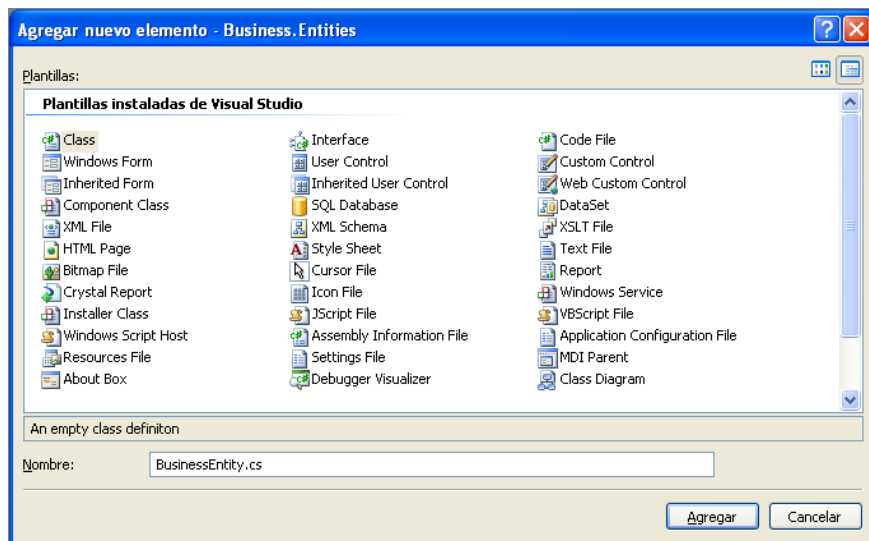 Agregar nuevo elemento - Business.Entities
Plantillas:
Plantillas instaladas de Visual Studio
Class Interface Code File
Windows Form User Control Custom Control
Inherited Form Inherited User Control Web Custom Control
Component Class SQL Database DataSet
XML File XML Schema XSLT File
HTML Page Style Sheet Text File
Bitmap File Cursor File Report
Crystal Report Icon File Windows Service
Installer Class JScript File VBScript File
Windows Script Host Assembly Information File Application Configuration File
Resources File Settings File MDI Parent
About Box Debugger Visualizer Class Diagram
An empty class definiton
Nombre: BusinessEntity.cs
Agregar Cancelar